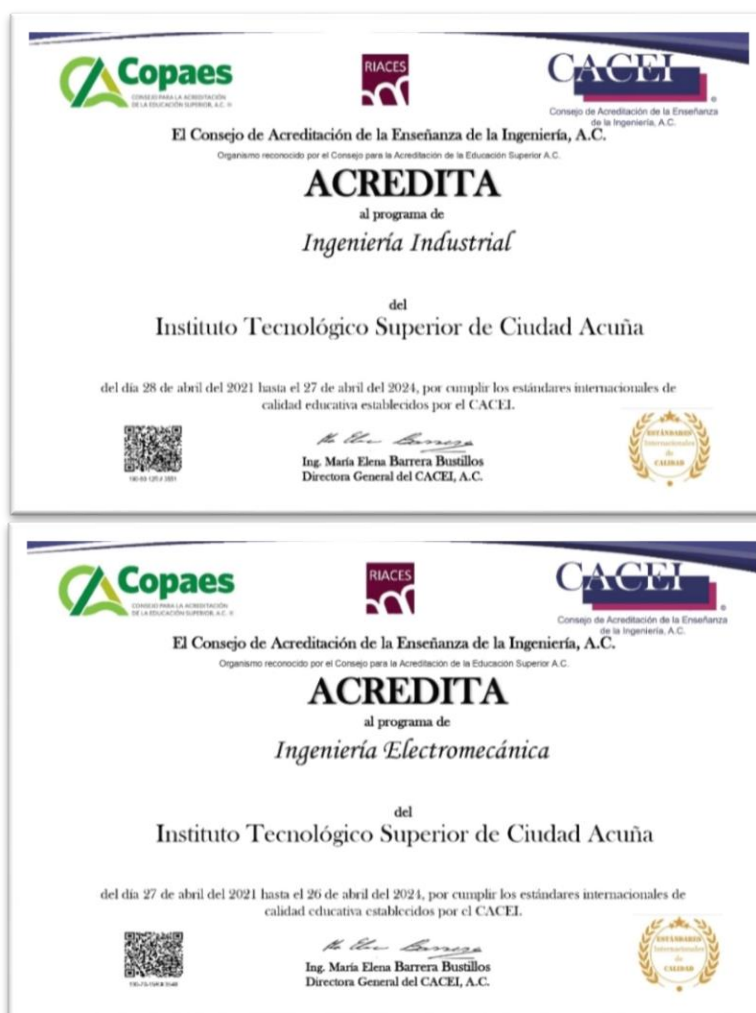 Copaes
CONSEJO PARA LA ACREDITACIÓN
DE LA EDUCACIÓN SUPERIOR, A.C. ®
RIACES
CACEI
®
Consejo de Acreditación de la Enseñanza
de la Ingeniería, A.C.
El Consejo de Acreditación de la Enseñanza de la Ingeniería, A.C.
Organismo reconocido por el Consejo para la Acreditación de la Educación Superior A.C.
ACREDITA
al programa de
Ingeniería Industrial
del
Instituto Tecnológico Superior de Ciudad Acuña
del día 28 de abril del 2021 hasta el 27 de abril del 2024, por cumplir los estándares internacionales de
calidad educativa establecidos por el CACEI.
Ing. María Elena Barrera Bustillos
Directora General del CACEI, A.C.
ESTÁNDARES
Internacionales
de
CALIDAD
Copaes
CONSEJO PARA LA ACREDITACIÓN
DE LA EDUCACIÓN SUPERIOR, A.C. ®
RIACES
CACEI
®
Consejo de Acreditación de la Enseñanza
de la Ingeniería, A.C.
El Consejo de Acreditación de la Enseñanza de la Ingeniería, A.C.
Organismo reconocido por el Consejo para la Acreditación de la Educación Superior A.C.
ACREDITA
al programa de
Ingeniería Electromecánica
del
Instituto Tecnológico Superior de Ciudad Acuña
del día 27 de abril del 2021 hasta el 26 de abril del 2024, por cumplir los estándares internacionales de
calidad educativa establecidos por el CACEI.
Ing. María Elena Barrera Bustillos
Directora General del CACEI, A.C.
ESTÁNDARES
Internacionales
de
CALIDAD